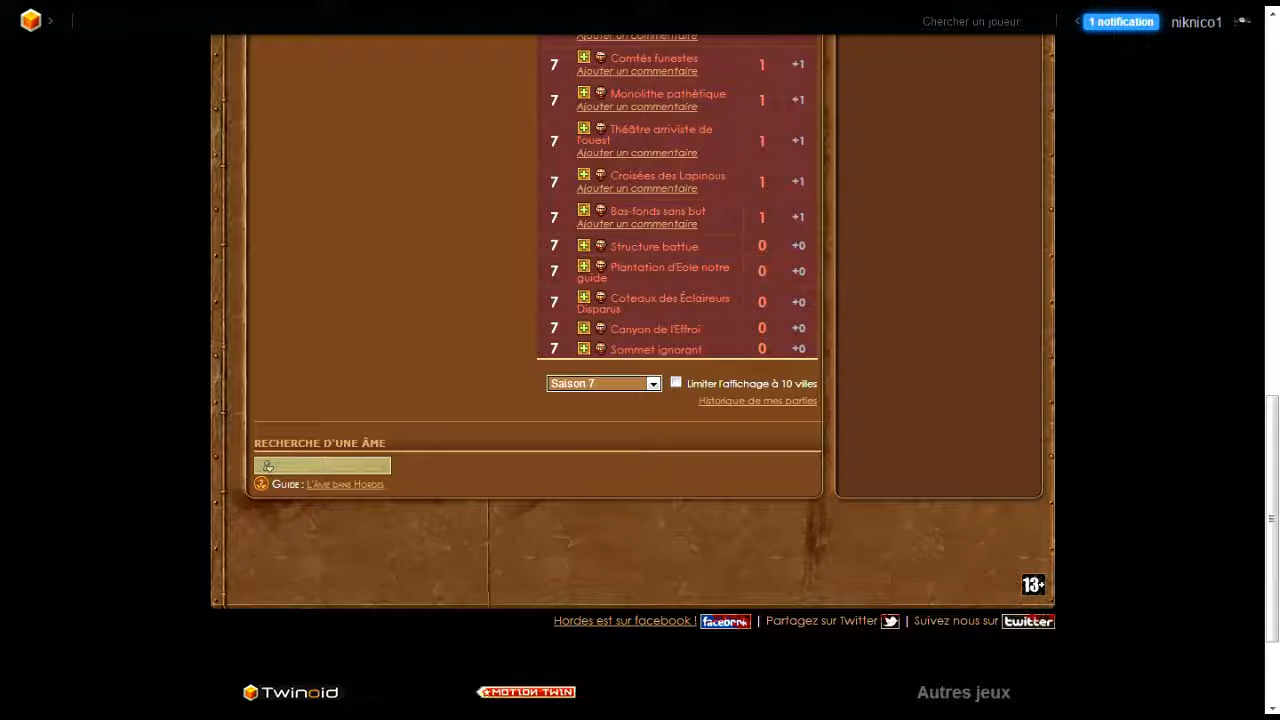 Chercher un joueur
1 notification
niknico1
Ajouter un commentaire
7 Comtés funestes 1 +1
Ajouter un commentaire
7 Monolithe pathétique 1 +1
Ajouter un commentaire
7 Théâtre arriviste de
l'ouest 1 +1
Ajouter un commentaire
7 Croisées des Lapinous 1 +1
Ajouter un commentaire
7 Bas-fonds sans but 1 +1
Ajouter un commentaire
7 Structure battue 0 +0
7 Plantation d'Eole notre
guide 0 +0
7 Coteaux des Éclaireurs
Disparus 0 +0
7 Canyon de l'Effroi 0 +0
7 Sommet ignorant 0 +0
Saison 7
Limiter l'affichage à 10 villes
Historique de mes parties
RECHERCHE D'UNE ÂME
Guide : L'âme dans Hordes
13+
Hordes est sur facebook ! facebook | Partagez sur Twitter | Suivez nous sur twitter
Twinoid
MOTION TWIN
Autres jeux